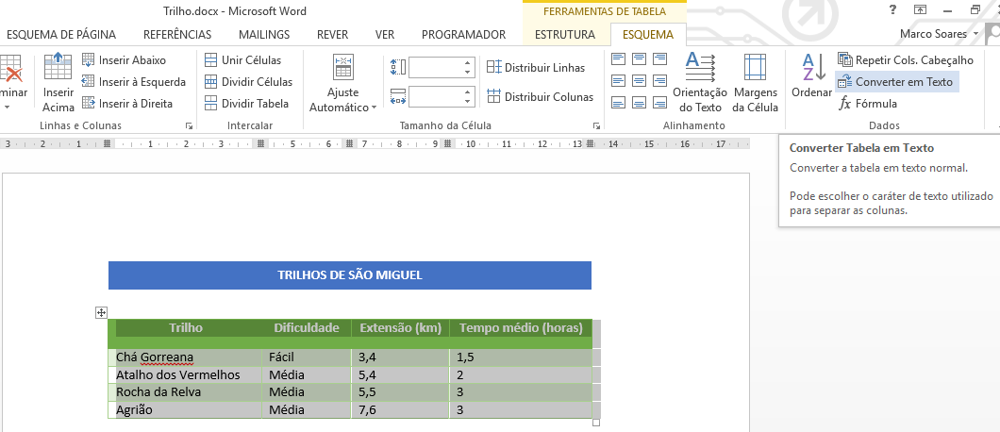 Trilho.docx - Microsoft Word
FERRAMENTAS DE TABELA
?
ESQUEMA DE PÁGINA REFERÊNCIAS MAILINGS REVER VER PROGRAMADOR ESTRUTURA ESQUEMA Marco Soares
minar
Inserir Acima
Inserir Abaixo
Inserir à Esquerda
Inserir à Direita
Linhas e Colunas
Unir Células
Dividir Células
Dividir Tabela
Intercalar
Ajuste
Automático
Distribuir Linhas
Distribuir Colunas
Tamanho da Célula
Orientação
do Texto
Margens
da Célula
Alinhamento
A
Z
Ordenar
Repetir Cols. Cabeçalho
Converter em Texto
fx Fórmula
Dados
3 2 1 1 2 3 5 6 7 8 9 10 11 12 13 14 15 16 17
Converter Tabela em Texto
Converter a tabela em texto normal.
Pode escolher o caráter de texto utilizado
para separar as colunas.
TRILHOS DE SÃO MIGUEL
Trilho Dificuldade Extensão (km) Tempo médio (horas)
Chá Gorreana Fácil 3,4 1,5
Atalho dos Vermelhos Média 5,4 2
Rocha da Relva Média 5,5 3
Agrião Média 7,6 3